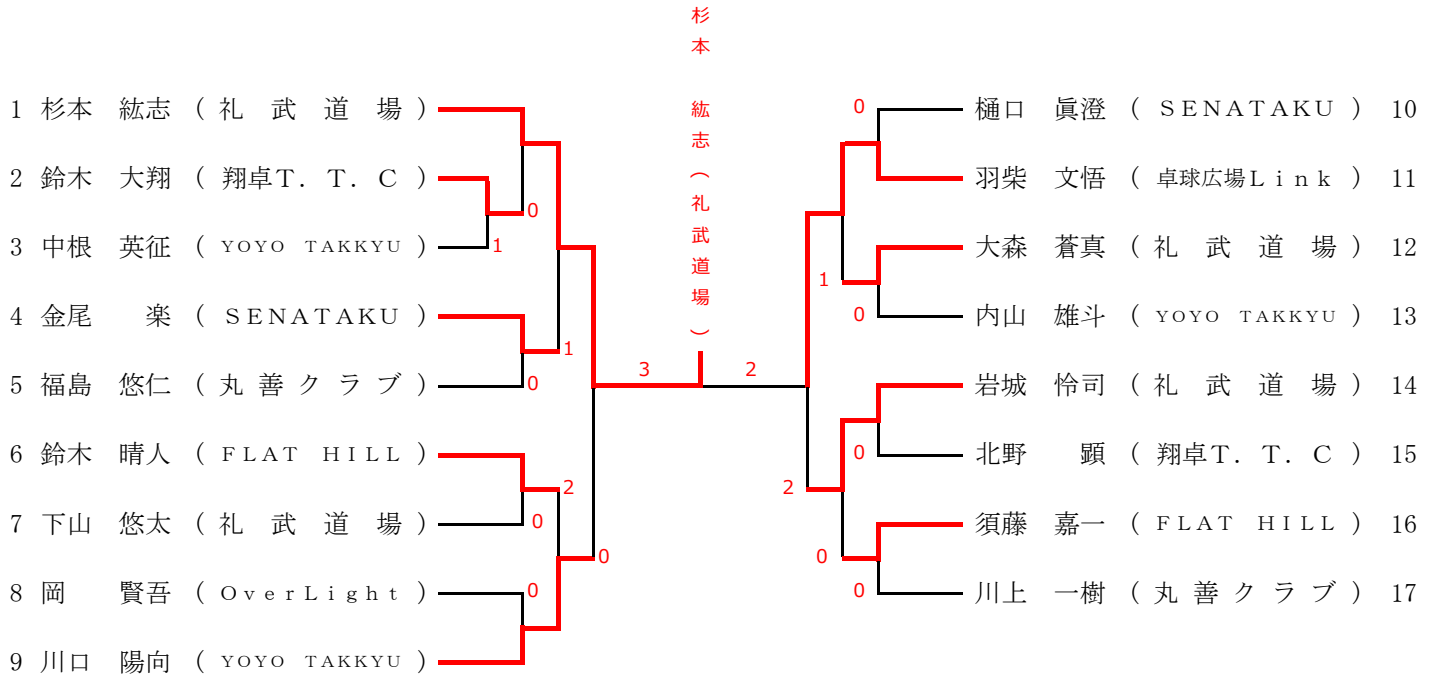 杉本 紘志（礼武道場）
1 杉本 紘志 （ 礼 武 道 場 ）
2 鈴木 大翔 （ 翔卓Ｔ．Ｔ．Ｃ ）
3 中根 英征 （ YOYO TAKKYU ）
4 金尾 楽 （ ＳＥＮＡＴＡＫＵ ）
5 福島 悠仁 （ 丸 善 ク ラ ブ ）
6 鈴木 晴人 （ ＦＬＡＴ ＨＩＬＬ ）
7 下山 悠太 （ 礼 武 道 場 ）
8 岡 賢吾 （ ＯｖｅｒＬｉｇｈｔ ）
9 川口 陽向 （ YOYO TAKKYU ）
0
1
1
0
2
0
0
0
3
2
樋口 眞澄 （ ＳＥＮＡＴＡＫＵ ） 10
羽柴 文悟 （ 卓球広場Ｌｉｎｋ ） 11
大森 蒼真 （ 礼 武 道 場 ） 12
内山 雄斗 （ YOYO TAKKYU ） 13
岩城 怜司 （ 礼 武 道 場 ） 14
北野 顕 （ 翔卓Ｔ．Ｔ．Ｃ ） 15
須藤 嘉一 （ ＦＬＡＴ ＨＩＬＬ ） 16
川上 一樹 （ 丸 善 ク ラ ブ ） 17
0
1
0
0
2
0
0